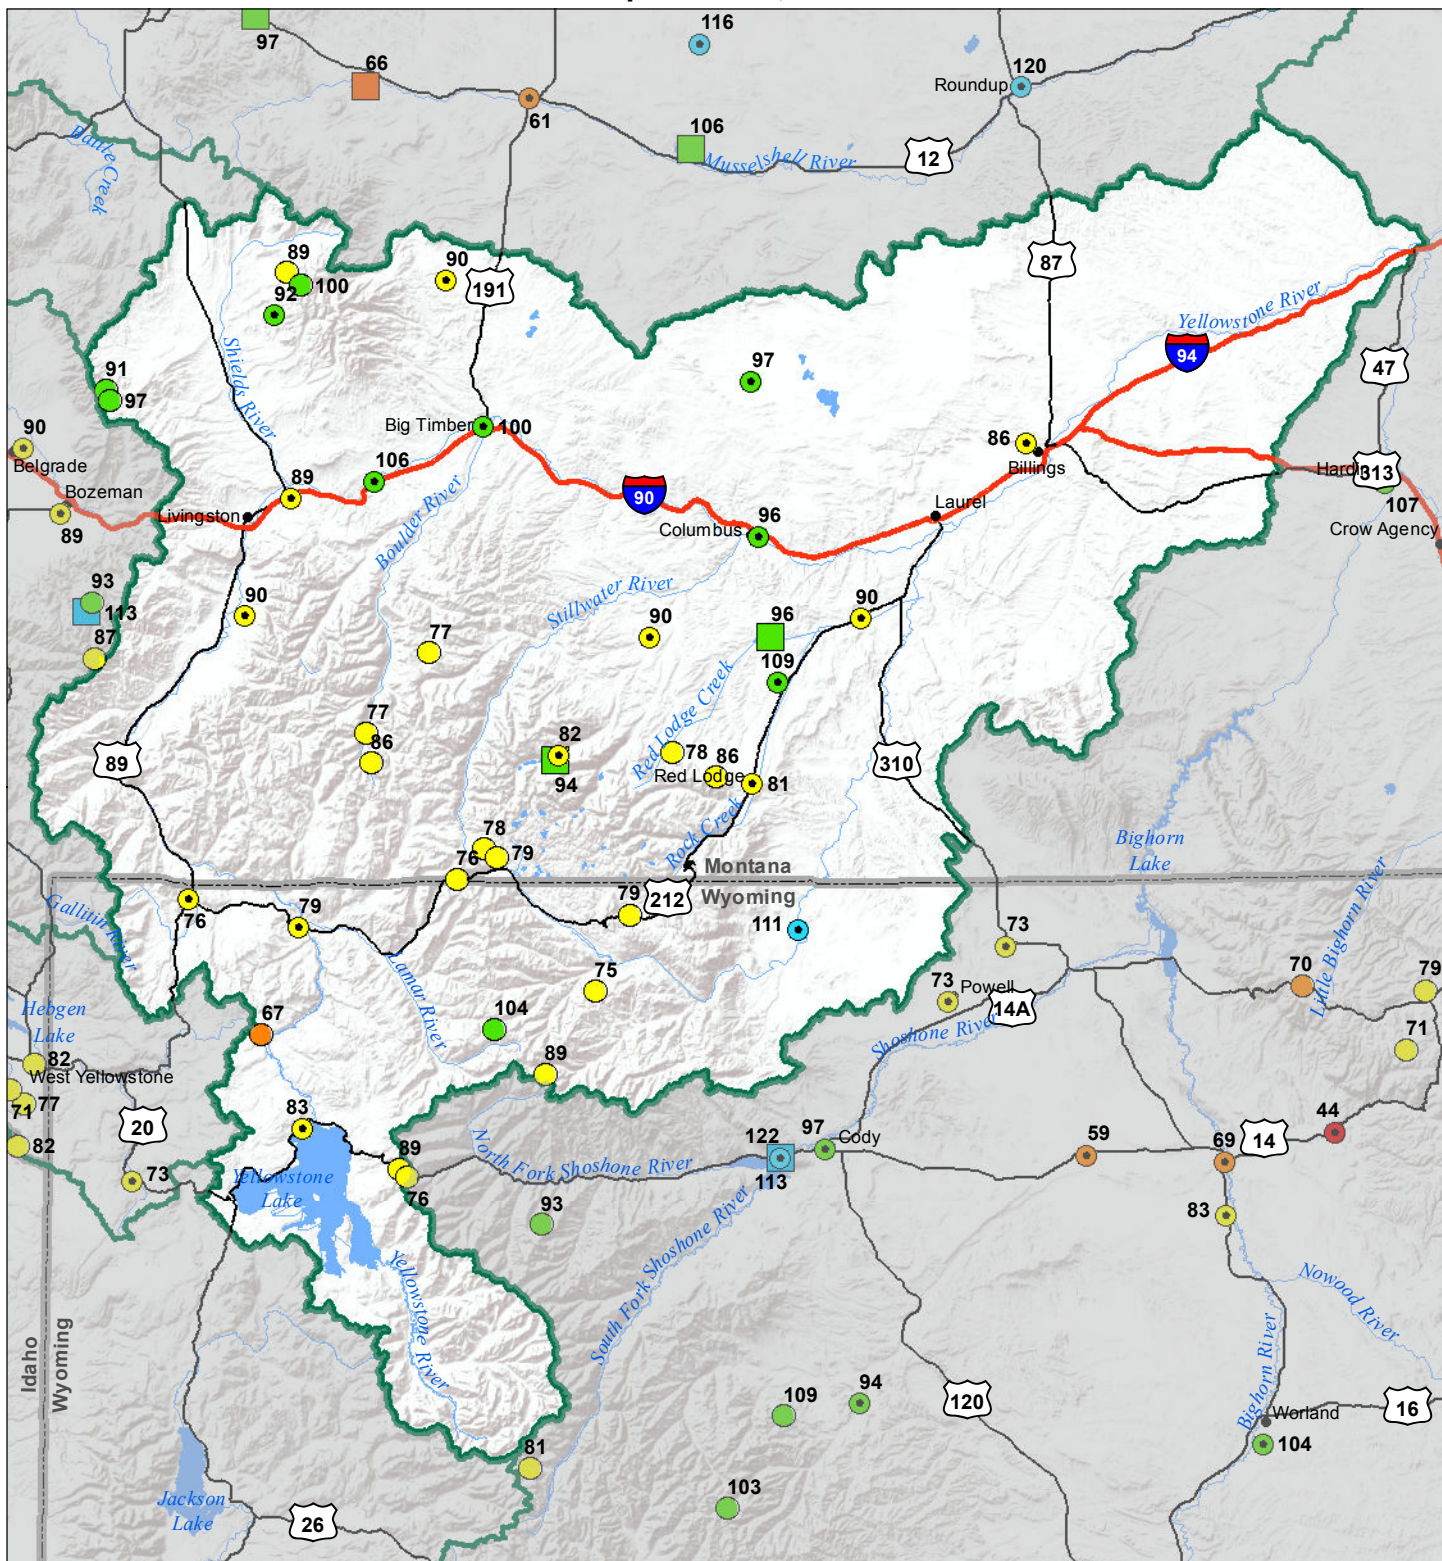 97
66
116
61
106
Musselshell River
12
Roundup
120
Battle
Creek
89
100
92
90
191
87
Yellowstone River
94
47
Shields River
91
97
97
90
Belgrade
Bozeman
89
Big Timber
100
106
89
Livingston
90
86
Billings
Laurel
313
107
Crow Agency
Columbus
96
Boulder River
Stillwater River
93
113
87
90
77
90
96
90
109
Red Lodge Creek
77
86
82
94
78
86
Red Lodge
81
89
310
Rock Creek
Bighorn
Lake
Little Bighorn River
78
79
76
Montana
Wyoming
212
79
76
79
111
Gallitin River
Lamar River
73
73
Powell
14A
Shoshone River
70
79
71
75
104
89
67
Hebgen
Lake
82
West Yellowstone
71
77
82
20
73
83
89
76
Yellowstone
Lake
North Fork Shoshone River
122
113
97
Cody
59
69
14
44
83
93
South Fork Shoshone River
Yellowstone River
Nowood River
Bighorn River
Idaho
Wyoming
109
94
120
Worland
16
104
81
103
Jackson
Lake
26